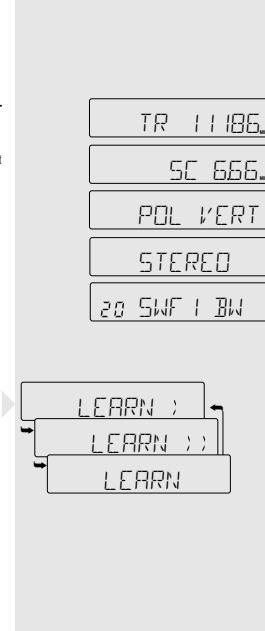 TR 11186
SC 6.66
POL VERT
STEREO
20 SWF 1 BW
LEARN >
LEARN >>
LEARN